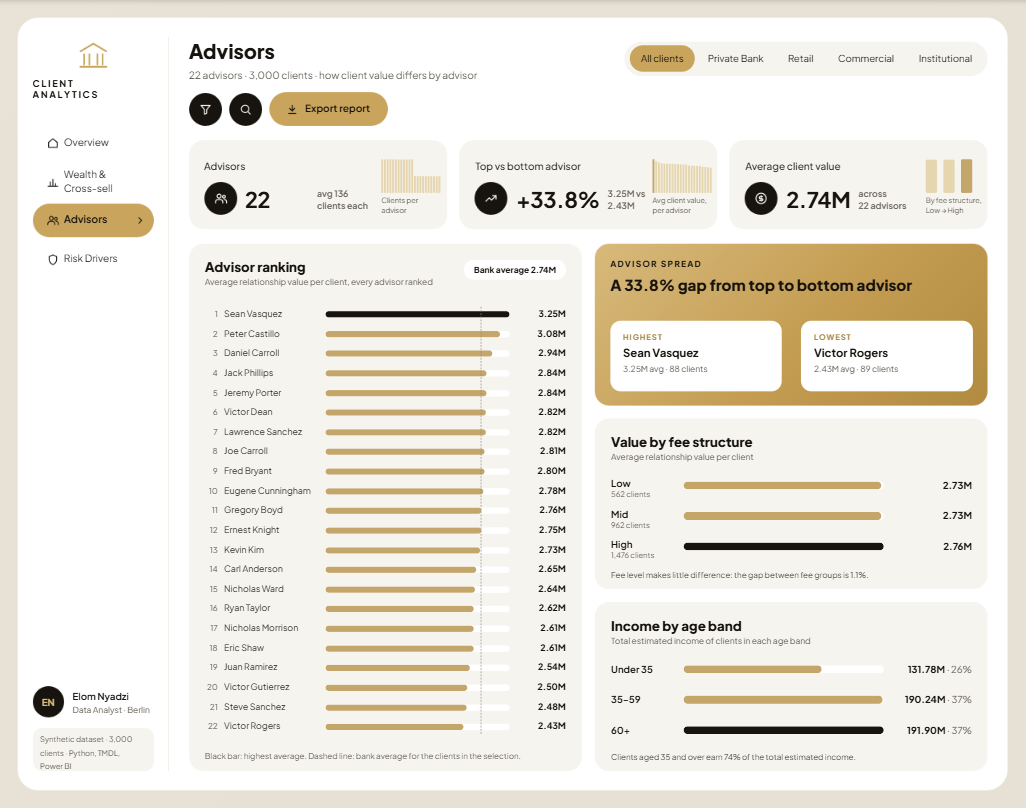 CLIENT
ANALYTICS
Overview
Wealth &
Cross-sell
Advisors
Risk Drivers
EN
Elom Nyadzi
Data Analyst · Berlin
Synthetic dataset · 3,000
clients · Python, TMDL,
Power BI
Advisors
22 advisors · 3,000 clients · how client value differs by advisor
All clients
Private Bank
Retail
Commercial
Institutional
Export report
Advisors
22
avg 136
clients each
Clients per
advisor
Top vs bottom advisor
+33.8%
3.25M vs
2.43M
Avg client value,
per advisor
Average client value
2.74M
across
22 advisors
By fee structure,
Low → High
Advisor ranking
Bank average 2.74M
Average relationship value per client, every advisor ranked
1 Sean Vasquez 3.25M
2 Peter Castillo 3.08M
3 Daniel Carroll 2.94M
4 Jack Phillips 2.84M
5 Jeremy Porter 2.84M
6 Victor Dean 2.82M
7 Lawrence Sanchez 2.82M
8 Joe Carroll 2.81M
9 Fred Bryant 2.80M
10 Eugene Cunningham 2.78M
11 Gregory Boyd 2.76M
12 Ernest Knight 2.75M
13 Kevin Kim 2.73M
14 Carl Anderson 2.65M
15 Nicholas Ward 2.64M
16 Ryan Taylor 2.62M
17 Nicholas Morrison 2.61M
18 Eric Shaw 2.61M
19 Juan Ramirez 2.54M
20 Victor Gutierrez 2.50M
21 Steve Sanchez 2.48M
22 Victor Rogers 2.43M
Black bar: highest average. Dashed line: bank average for the clients in the selection.
ADVISOR SPREAD
A 33.8% gap from top to bottom advisor
HIGHEST
Sean Vasquez
3.25M avg · 88 clients
LOWEST
Victor Rogers
2.43M avg · 89 clients
Value by fee structure
Average relationship value per client
Low 2.73M
562 clients
Mid 2.73M
962 clients
High 2.76M
1,476 clients
Fee level makes little difference: the gap between fee groups is 1.1%.
Income by age band
Total estimated income of clients in each age band
Under 35 131.78M · 26%
35–59 190.24M · 37%
60+ 191.90M · 37%
Clients aged 35 and over earn 74% of the total estimated income.